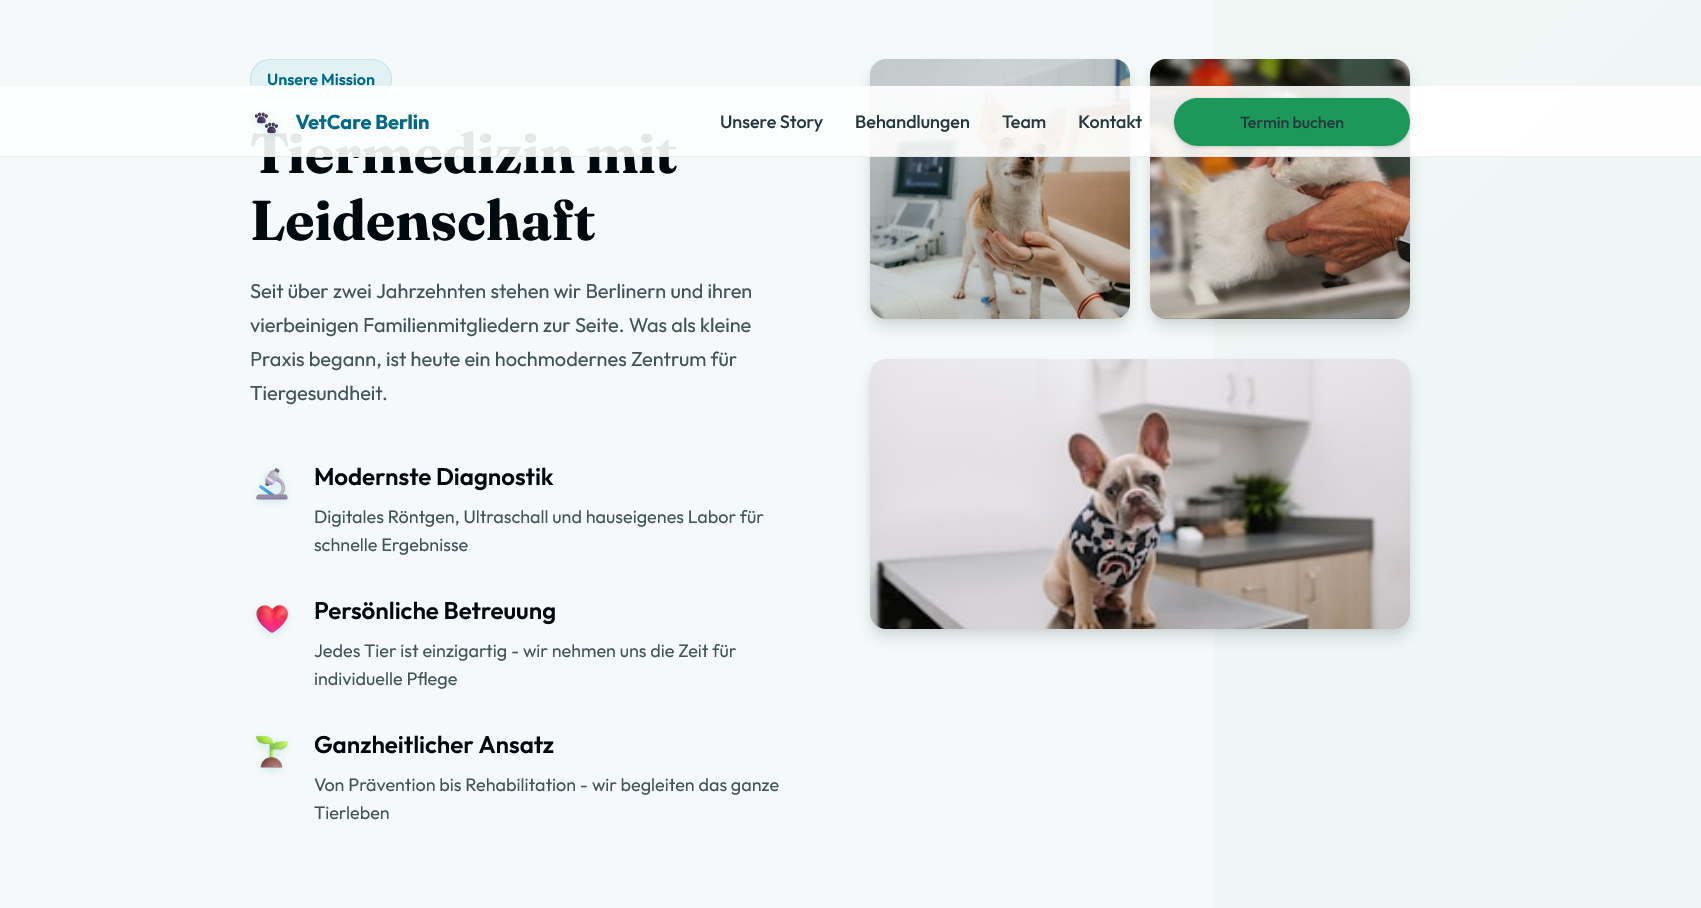 Unsere Mission
VetCare Berlin
Unsere Story
Behandlungen
Team
Kontakt
Termin buchen
Tiermedizin mit
Leidenschaft
Seit über zwei Jahrzehnten stehen wir Berlinern und ihren
vierbeinigen Familienmitgliedern zur Seite. Was als kleine
Praxis begann, ist heute ein hochmodernes Zentrum für
Tiergesundheit.
Modernste Diagnostik
Digitales Röntgen, Ultraschall und hauseigenes Labor für
schnelle Ergebnisse
Persönliche Betreuung
Jedes Tier ist einzigartig - wir nehmen uns die Zeit für
individuelle Pflege
Ganzheitlicher Ansatz
Von Prävention bis Rehabilitation - wir begleiten das ganze
Tierleben